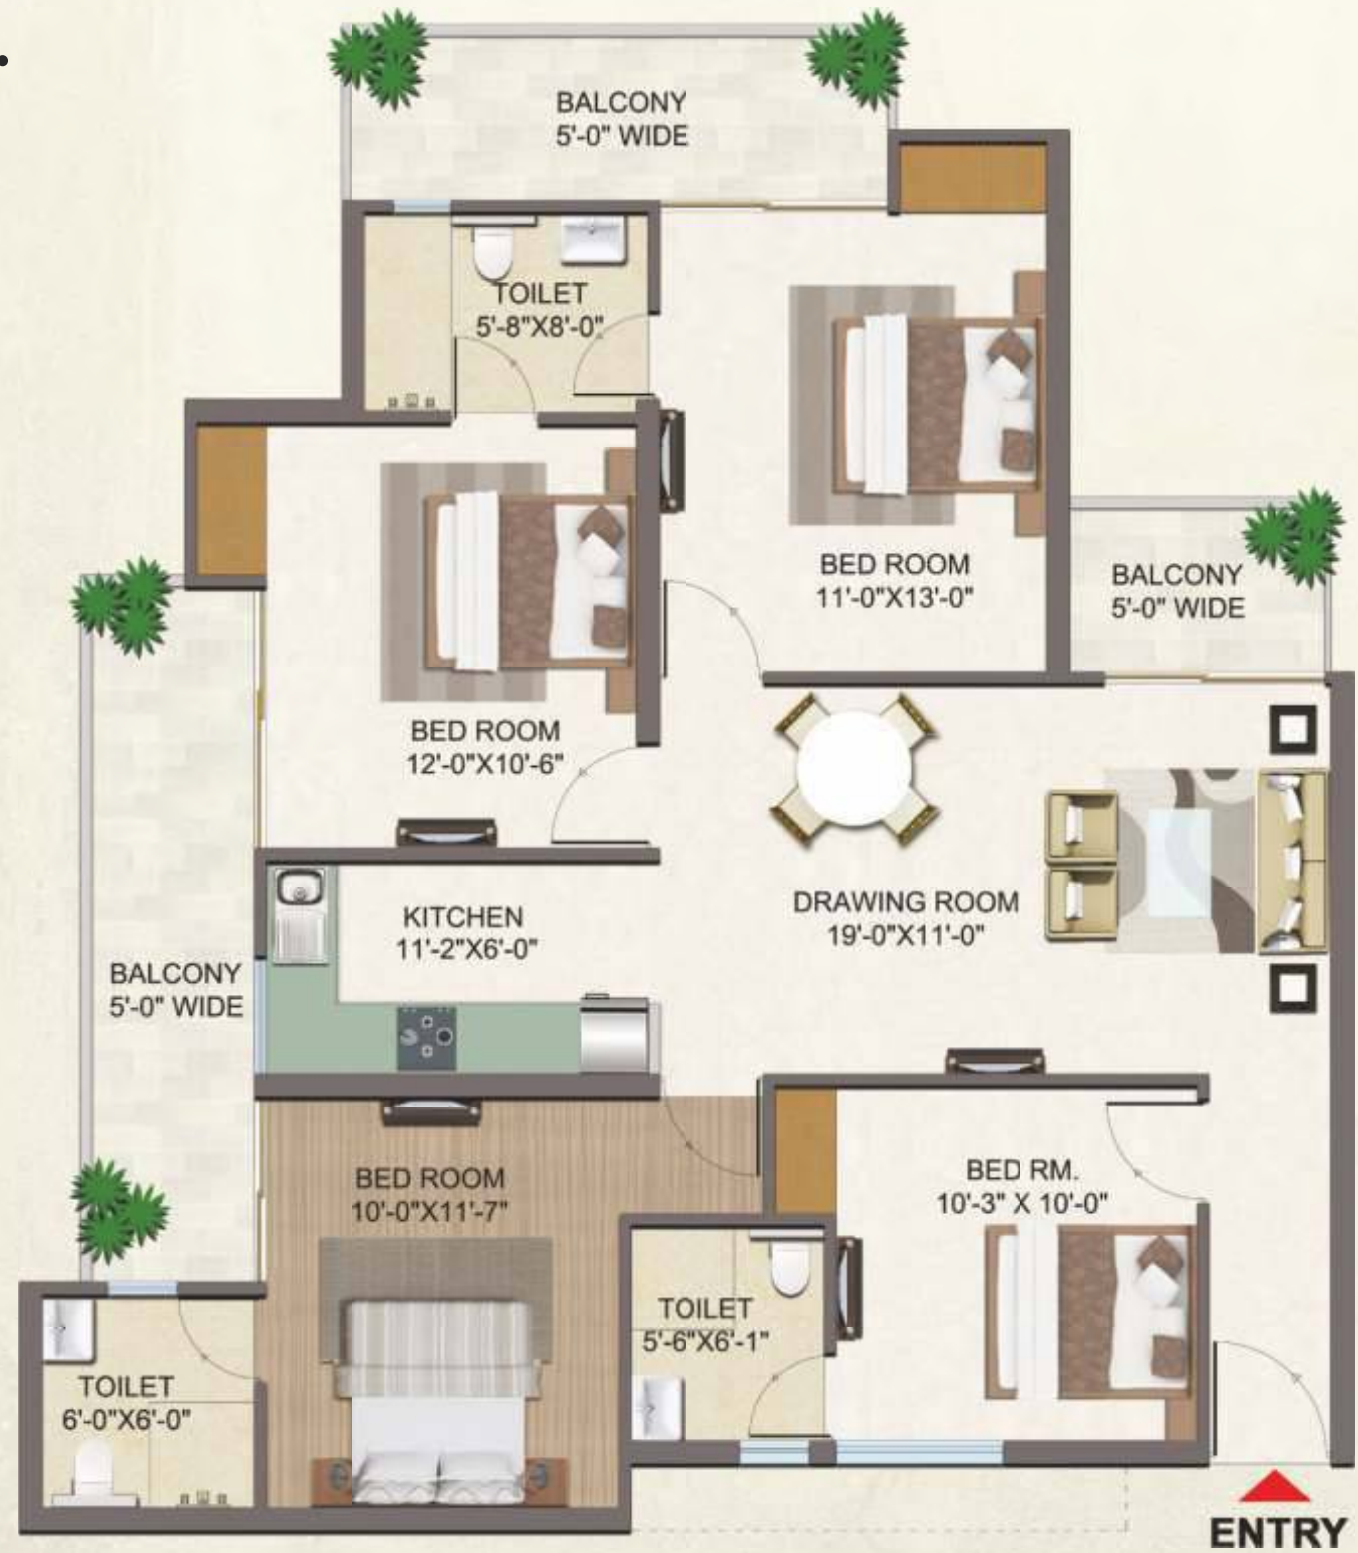 BALCONY
5'-0" WIDE
TOILET
5'-8"X8'-0"
BED ROOM
11'-0"X13'-0"
BALCONY
5'-0" WIDE
BED ROOM
12'-0"X10'-6"
KITCHEN
11'-2"X6'-0"
DRAWING ROOM
19'-0"X11'-0"
BALCONY
5'-0" WIDE
BED ROOM
10'-0"X11'-7"
BED RM.
10'-3" X 10'-0"
TOILET
5'-6"X6'-1"
TOILET
6'-0"X6'-0"
ENTRY